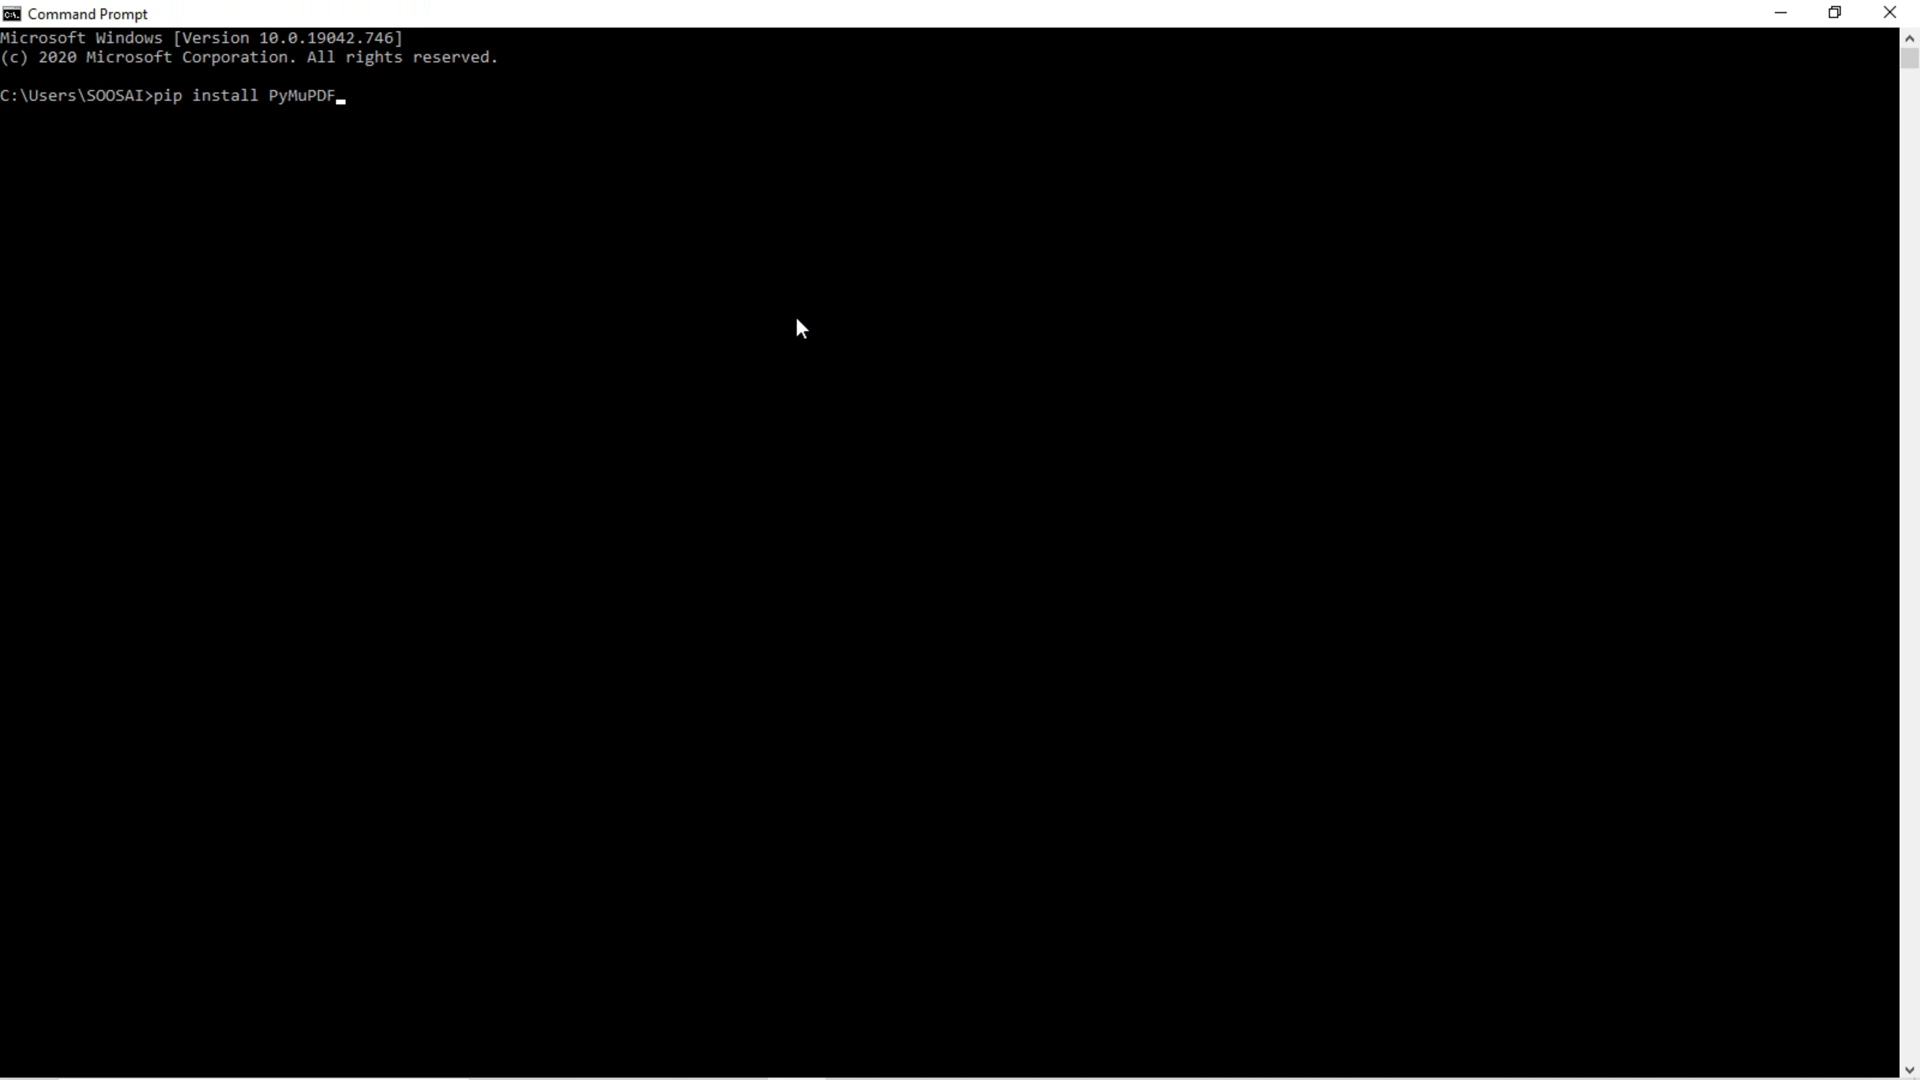 Command Prompt
Microsoft Windows [Version 10.0.19042.746]
(c) 2020 Microsoft Corporation. All rights reserved.
C:\Users\SOOSAI>pip install PyMuPDF